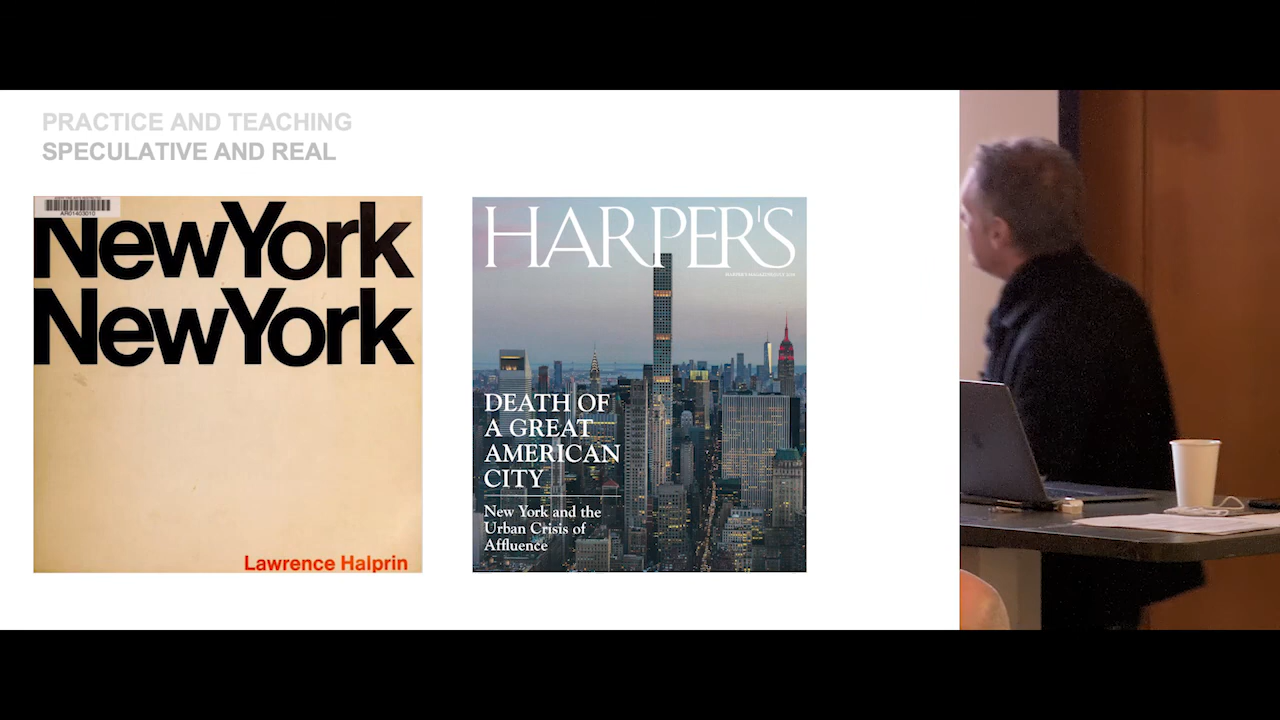 PRACTICE AND TEACHING
SPECULATIVE AND REAL
AR01403010
NewYork
NewYork
Lawrence Halprin
HARPER'S
DEATH OF
A GREAT
AMERICAN
CITY
New York and the
Urban Crisis of
Affluence